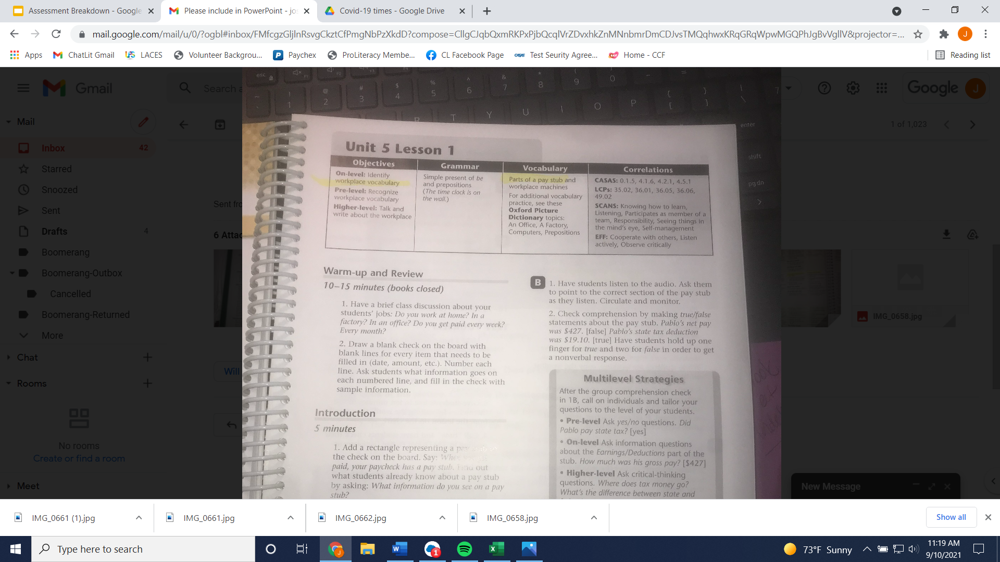 Assessment Breakdown - Google
Please include in PowerPoint - jos
Covid-19 times - Google Drive
mail.google.com/mail/u/0/?ogbl#inbox/FMfcgzGljlnRsvgCkztCfPmgNbPzXkdD?compose=CllgCJqbQxmRKPxPjbQcqlVrZDvxhkZnMNnbmrDmCDJvsTMQqhwxKRqGRqWpwMGQPhJgBvVgllV&projector=...
J
Apps
ChatLit Gmail
LACES
Volunteer Backgrou...
Paychex
ProLiteracy Membe...
CL Facebook Page
Test Seurity Agree...
Home - CCF
Reading list
Gmail
Search
Google
J
Mail
Inbox 42
Starred
Snoozed
Sent
Drafts 4
Boomerang
Boomerang-Outbox
Cancelled
Boomerang-Returned
More
Chat
Rooms
No rooms
Create or find a room
Meet
1 of 1,023
Sent
6
Will
IMG_0658.jpg
New Message
esc
F1
! @ # $ % ^ & *
1 2 3 4 5 6 7 8 9 0
T Y U I O P
enter
shift
pg dn
Unit 5 Lesson 1
Objectives
On-level: Identify
workplace vocabulary
Pre-level: Recognize
workplace vocabulary
Higher-level: Talk and
write about the workplace
Grammar
Simple present of be
and prepositions
(The time clock is on
the wall.)
Vocabulary
Parts of a pay stub and
workplace machines
For additional vocabulary
practice, see these
Oxford Picture
Dictionary topics:
An Office, A Factory,
Computers, Prepositions
Correlations
CASAS: 0.1.5, 4.1.6, 4.2.1, 4.5.1
LCPs: 35.02, 36.01, 36.05, 36.06,
49.02
SCANS: Knowing how to learn,
Listening, Participates as member of a
team, Responsibility, Seeing things in
the mind's eye, Self-management
EFF: Cooperate with others, Listen
actively, Observe critically
Warm-up and Review
10–15 minutes (books closed)
1. Have a brief class discussion about your
students' jobs: Do you work at home? In a
factory? In an office? Do you get paid every week?
Every month?
2. Draw a blank check on the board with
blank lines for every item that needs to be
filled in (date, amount, etc.). Number each
line. Ask students what information goes on
each numbered line, and fill in the check with
sample information.
Introduction
5 minutes
1. Add a rectangle representing a pay
the check on the board. Say:
paid, your paycheck has a pay stub. Find out
what students already know about a pay stub
by asking: What information do you see on a pay
stub?
B
1. Have students listen to the audio. Ask them
to point to the correct section of the pay stub
as they listen. Circulate and monitor.
2. Check comprehension by making true/false
statements about the pay stub. Pablo's net pay
was $427. [false] Pablo's state tax deduction
was $19.10. [true] Have students hold up one
finger for true and two for false in order to get
a nonverbal response.
Multilevel Strategies
After the group comprehension check
in 1B, call on individuals and tailor your
questions to the level of your students.
• Pre-level Ask yes/no questions. Did
Pablo pay state tax? [yes]
• On-level Ask information questions
about the Earnings/Deductions part of the
stub. How much was his gross pay? [$427]
• Higher-level Ask critical-thinking
questions. Where does tax money go?
What's the difference between state and
IMG_0661 (1).jpg
IMG_0661.jpg
IMG_0662.jpg
IMG_0658.jpg
Show all
Type here to search
1
73°F Sunny
11:19 AM
9/10/2021